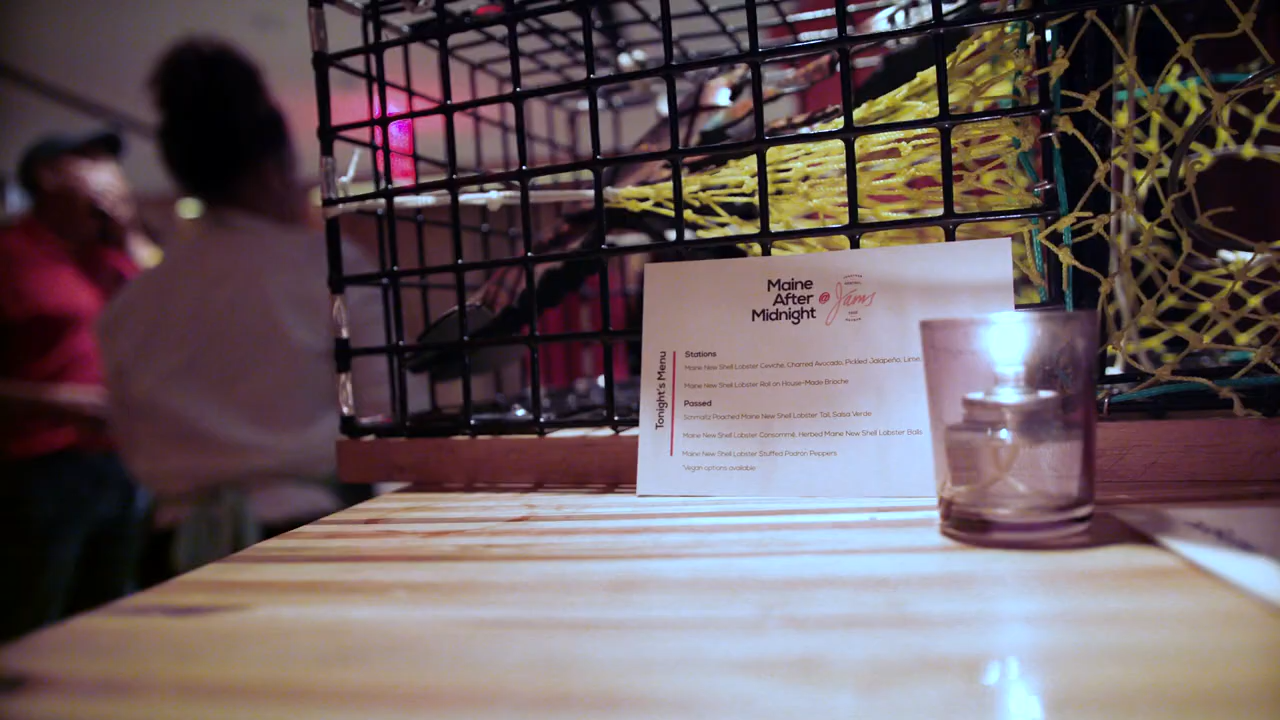 Maine
After
Midnight
@
Jams
Tonight's Menu
Stations
Maine New Shell Lobster Ceviche, Charred Avocado, Pickled Jalapeño, Lime,
Maine New Shell Lobster Roll on House-Made Brioche
Passed
Schmaltz Poached Maine New Shell Lobster Tail, Salsa Verde
Maine New Shell Lobster Consommé, Herbed Maine New Shell Lobster Balls
Maine New Shell Lobster Stuffed Padron Peppers
*Vegan options available